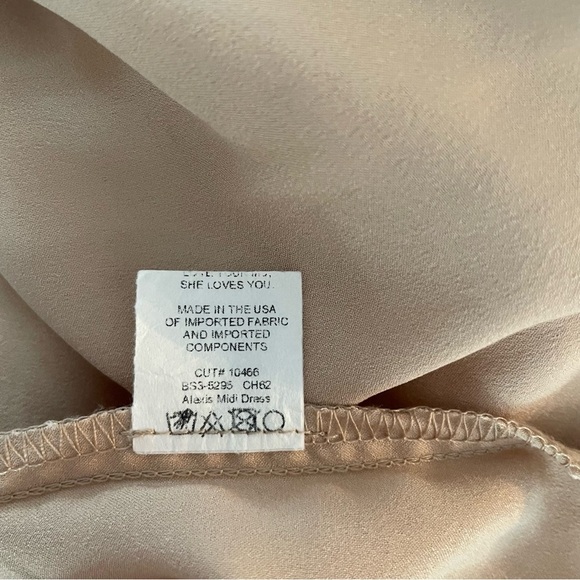 SHE LOVES YOU.
MADE IN THE USA
OF IMPORTED FABRIC
AND IMPORTED
COMPONENTS
CUT# 10466
BS3-5295 CH62
Alexis Midi Dress